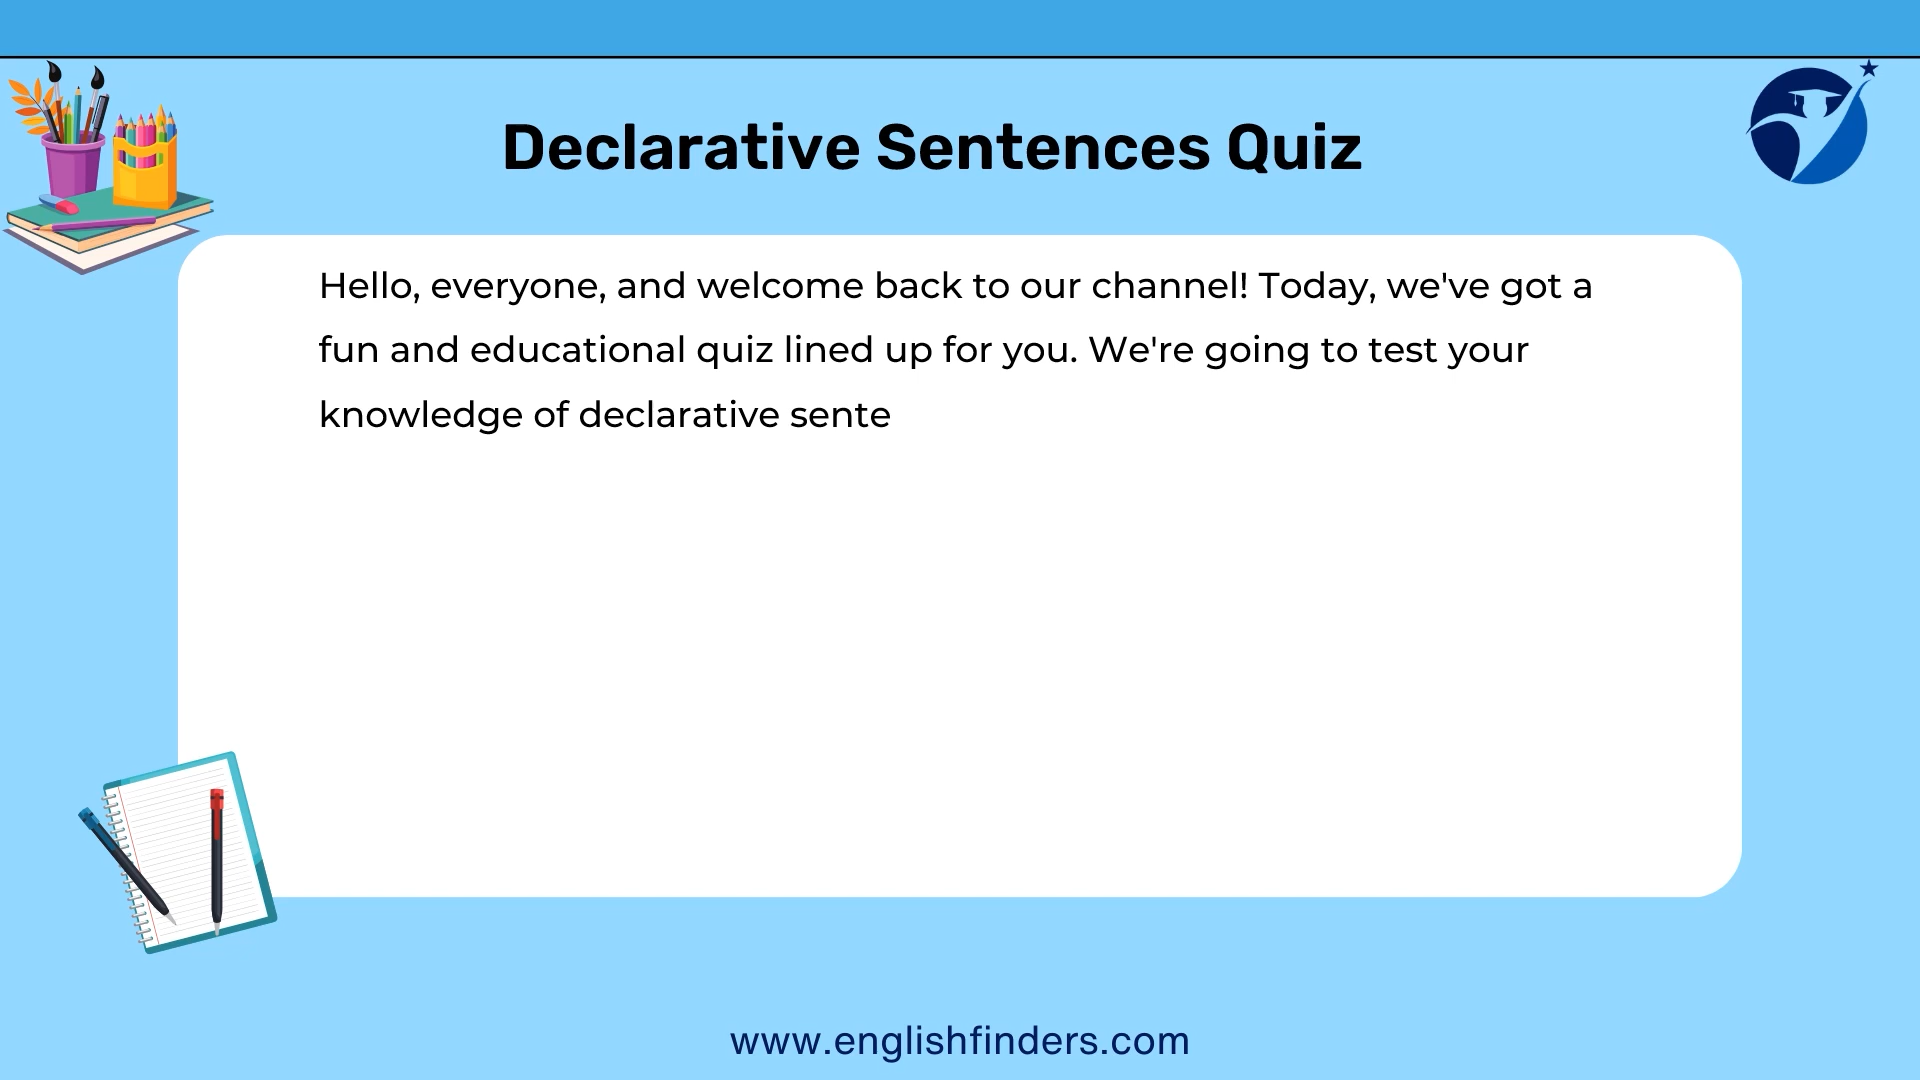 Declarative Sentences Quiz
Hello, everyone, and welcome back to our channel! Today, we've got a
fun and educational quiz lined up for you. We're going to test your
knowledge of declarative sente
www.englishfinders.com